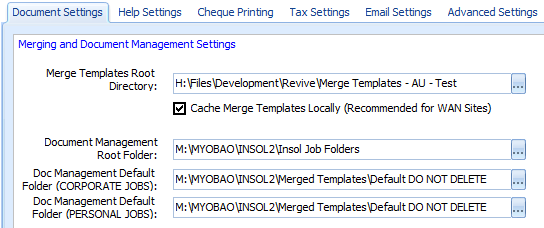 Document Settings Help Settings Cheque Printing Tax Settings Email Settings Advanced Settings
Merging and Document Management Settings
Merge Templates Root
Directory: H:\Files\Development\Revive\Merge Templates - AU - Test ...
Cache Merge Templates Locally (Recommended for WAN Sites)
Document Management
Root Folder: M:\MYOBAO\INSOL2\Insol Job Folders ...
Doc Management Default
Folder (CORPORATE JOBS): M:\MYOBAO\INSOL2\Merged Templates\Default DO NOT DELETE ...
Doc Management Default
Folder (PERSONAL JOBS): M:\MYOBAO\INSOL2\Merged Templates\Default DO NOT DELETE ...